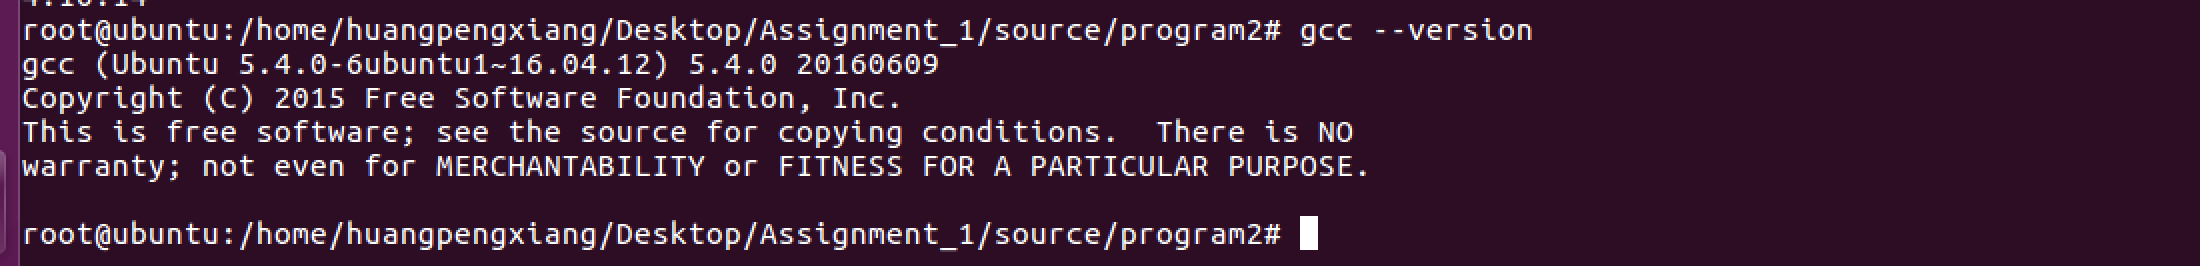 root@ubuntu:/home/huangpengxiang/Desktop/Assignment_1/source/program2# gcc --version
gcc (Ubuntu 5.4.0-6ubuntu1~16.04.12) 5.4.0 20160609
Copyright (C) 2015 Free Software Foundation, Inc.
This is free software; see the source for copying conditions.  There is NO
warranty; not even for MERCHANTABILITY or FITNESS FOR A PARTICULAR PURPOSE.
root@ubuntu:/home/huangpengxiang/Desktop/Assignment_1/source/program2#